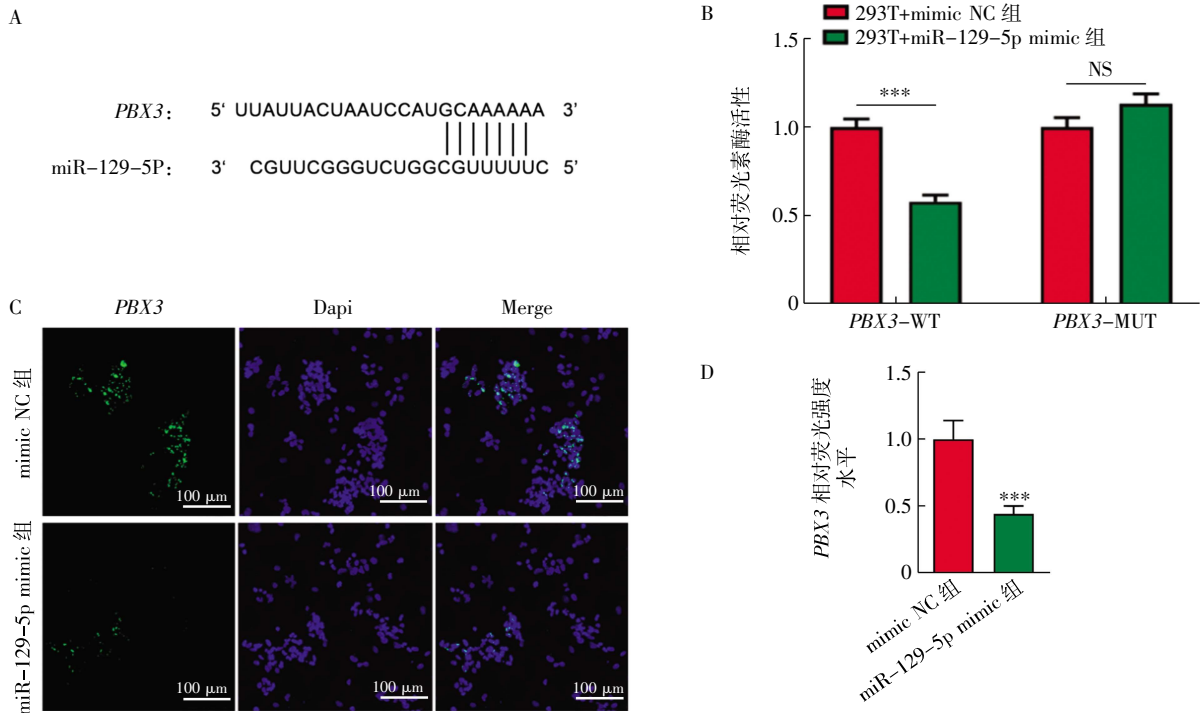 A
PBX3: 5‘ UUAUUACUAAUCCAUGCAAAAAA 3’
miR-129-5P: 3‘ CGUUCGGGUCUGGCGUUUUUC 5’
B
293T+mimic NC 组
293T+miR-129-5p mimic 组
相对荧光素酶活性
1.5
1.0
0.5
0
***
NS
PBX3-WT PBX3-MUT
C
PBX3 Dapi Merge
mimic NC 组
100 μm 100 μm 100 μm
miR-129-5p mimic 组
100 μm 100 μm 100 μm
D
PBX3 相对荧光强度
水平
1.5
1.0
0.5
0
***
mimic NC 组
miR-129-5p mimic 组